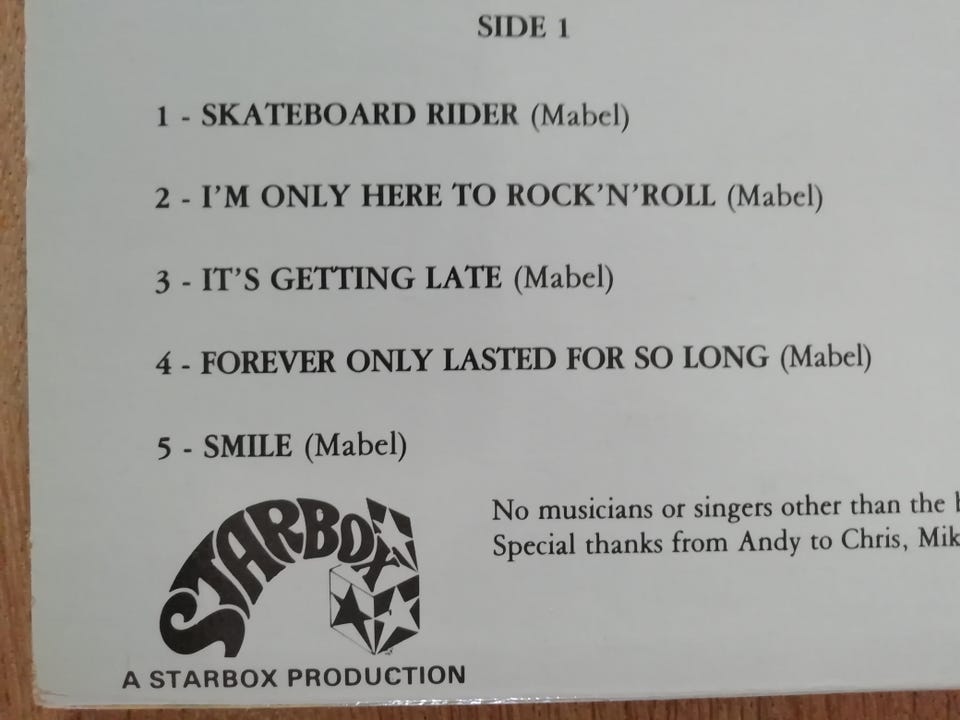 SIDE 1
1 - SKATEBOARD RIDER (Mabel)
2 - I'M ONLY HERE TO ROCK'N'ROLL (Mabel)
3 - IT'S GETTING LATE (Mabel)
4 - FOREVER ONLY LASTED FOR SO LONG (Mabel)
5 - SMILE (Mabel)
No musicians or singers other than the
Special thanks from Andy to Chris,
STARBOX
A STARBOX PRODUCTION